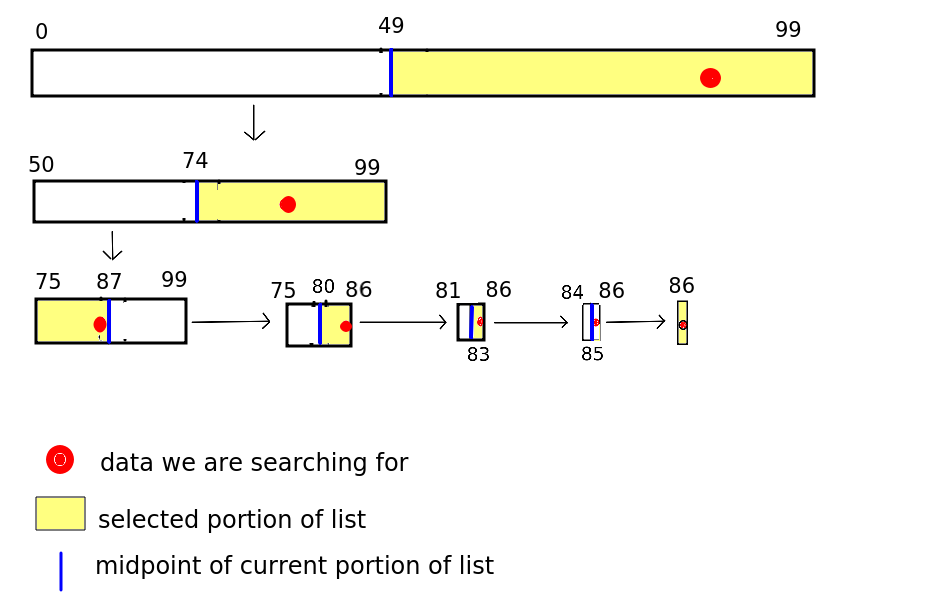 0 49 99
50 74 99
75 87 99 75 80 86 81 86 84 86 86
83 85
data we are searching for
selected portion of list
midpoint of current portion of list